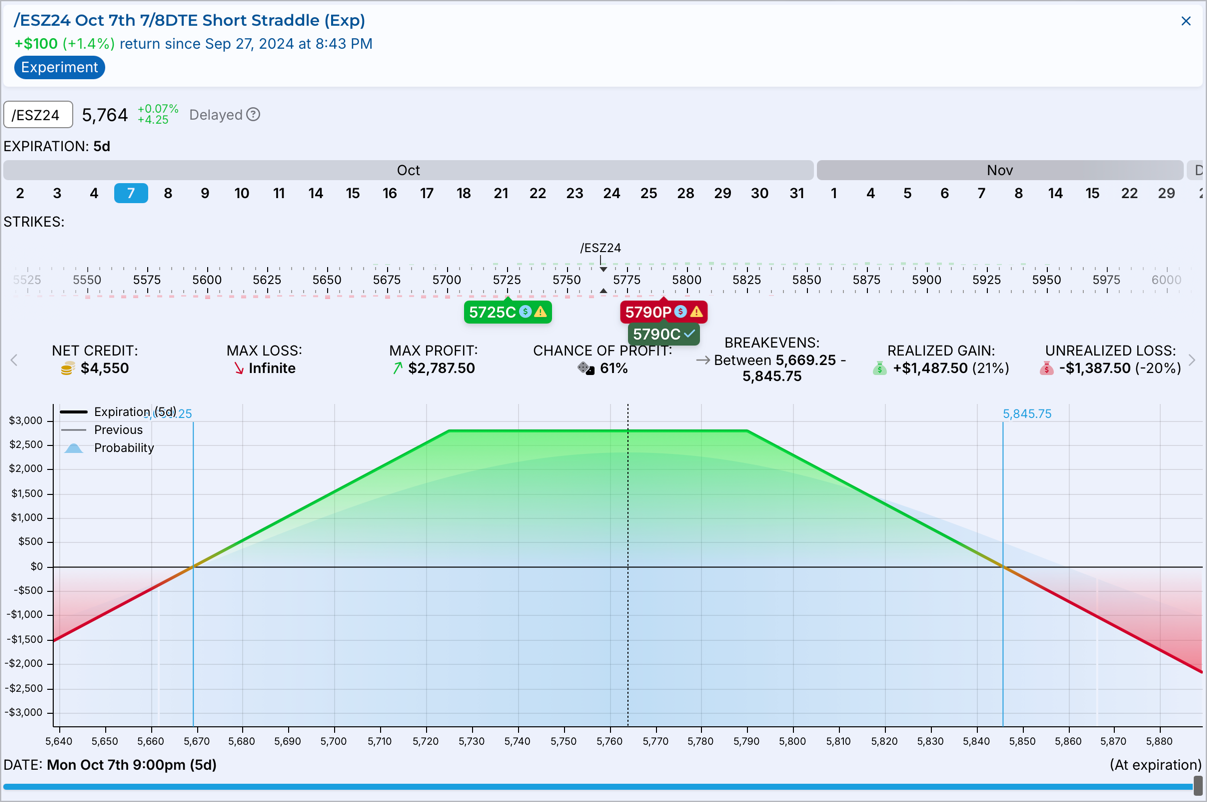 /ESZ24 Oct 7th 7/8DTE Short Straddle (Exp)
+$100 (+1.4%) return since Sep 27, 2024 at 8:43 PM
Experiment
/ESZ24 5,764 +0.07% +4.25 Delayed ?
EXPIRATION: 5d
Oct Nov D
2 3 4 7 8 9 10 11 14 15 16 17 18 21 22 23 24 25 28 29 30 31 1 4 5 6 7 8 14 15 22 29
STRIKES:
/ESZ24
5525 5550 5575 5600 5625 5650 5675 5700 5725 5750 5775 5800 5825 5850 5875 5900 5925 5950 5975 6000
5725C $ 5790P $
5790C
NET CREDIT: $4,550
MAX LOSS: Infinite
MAX PROFIT: $2,787.50
CHANCE OF PROFIT: 61%
BREAKEVENS: Between 5,669.25 - 5,845.75
REALIZED GAIN: +$1,487.50 (21%)
UNREALIZED LOSS: -$1,387.50 (-20%)
Expiration (5d)
Previous
Probability
5,845.75
$3,000
$2,500
$2,000
$1,500
$1,000
$500
$0
-$500
-$1,000
-$1,500
-$2,000
-$2,500
-$3,000
5,640 5,650 5,660 5,670 5,680 5,690 5,700 5,710 5,720 5,730 5,740 5,750 5,760 5,770 5,780 5,790 5,800 5,810 5,820 5,830 5,840 5,850 5,860 5,870 5,880
DATE: Mon Oct 7th 9:00pm (5d) (At expiration)